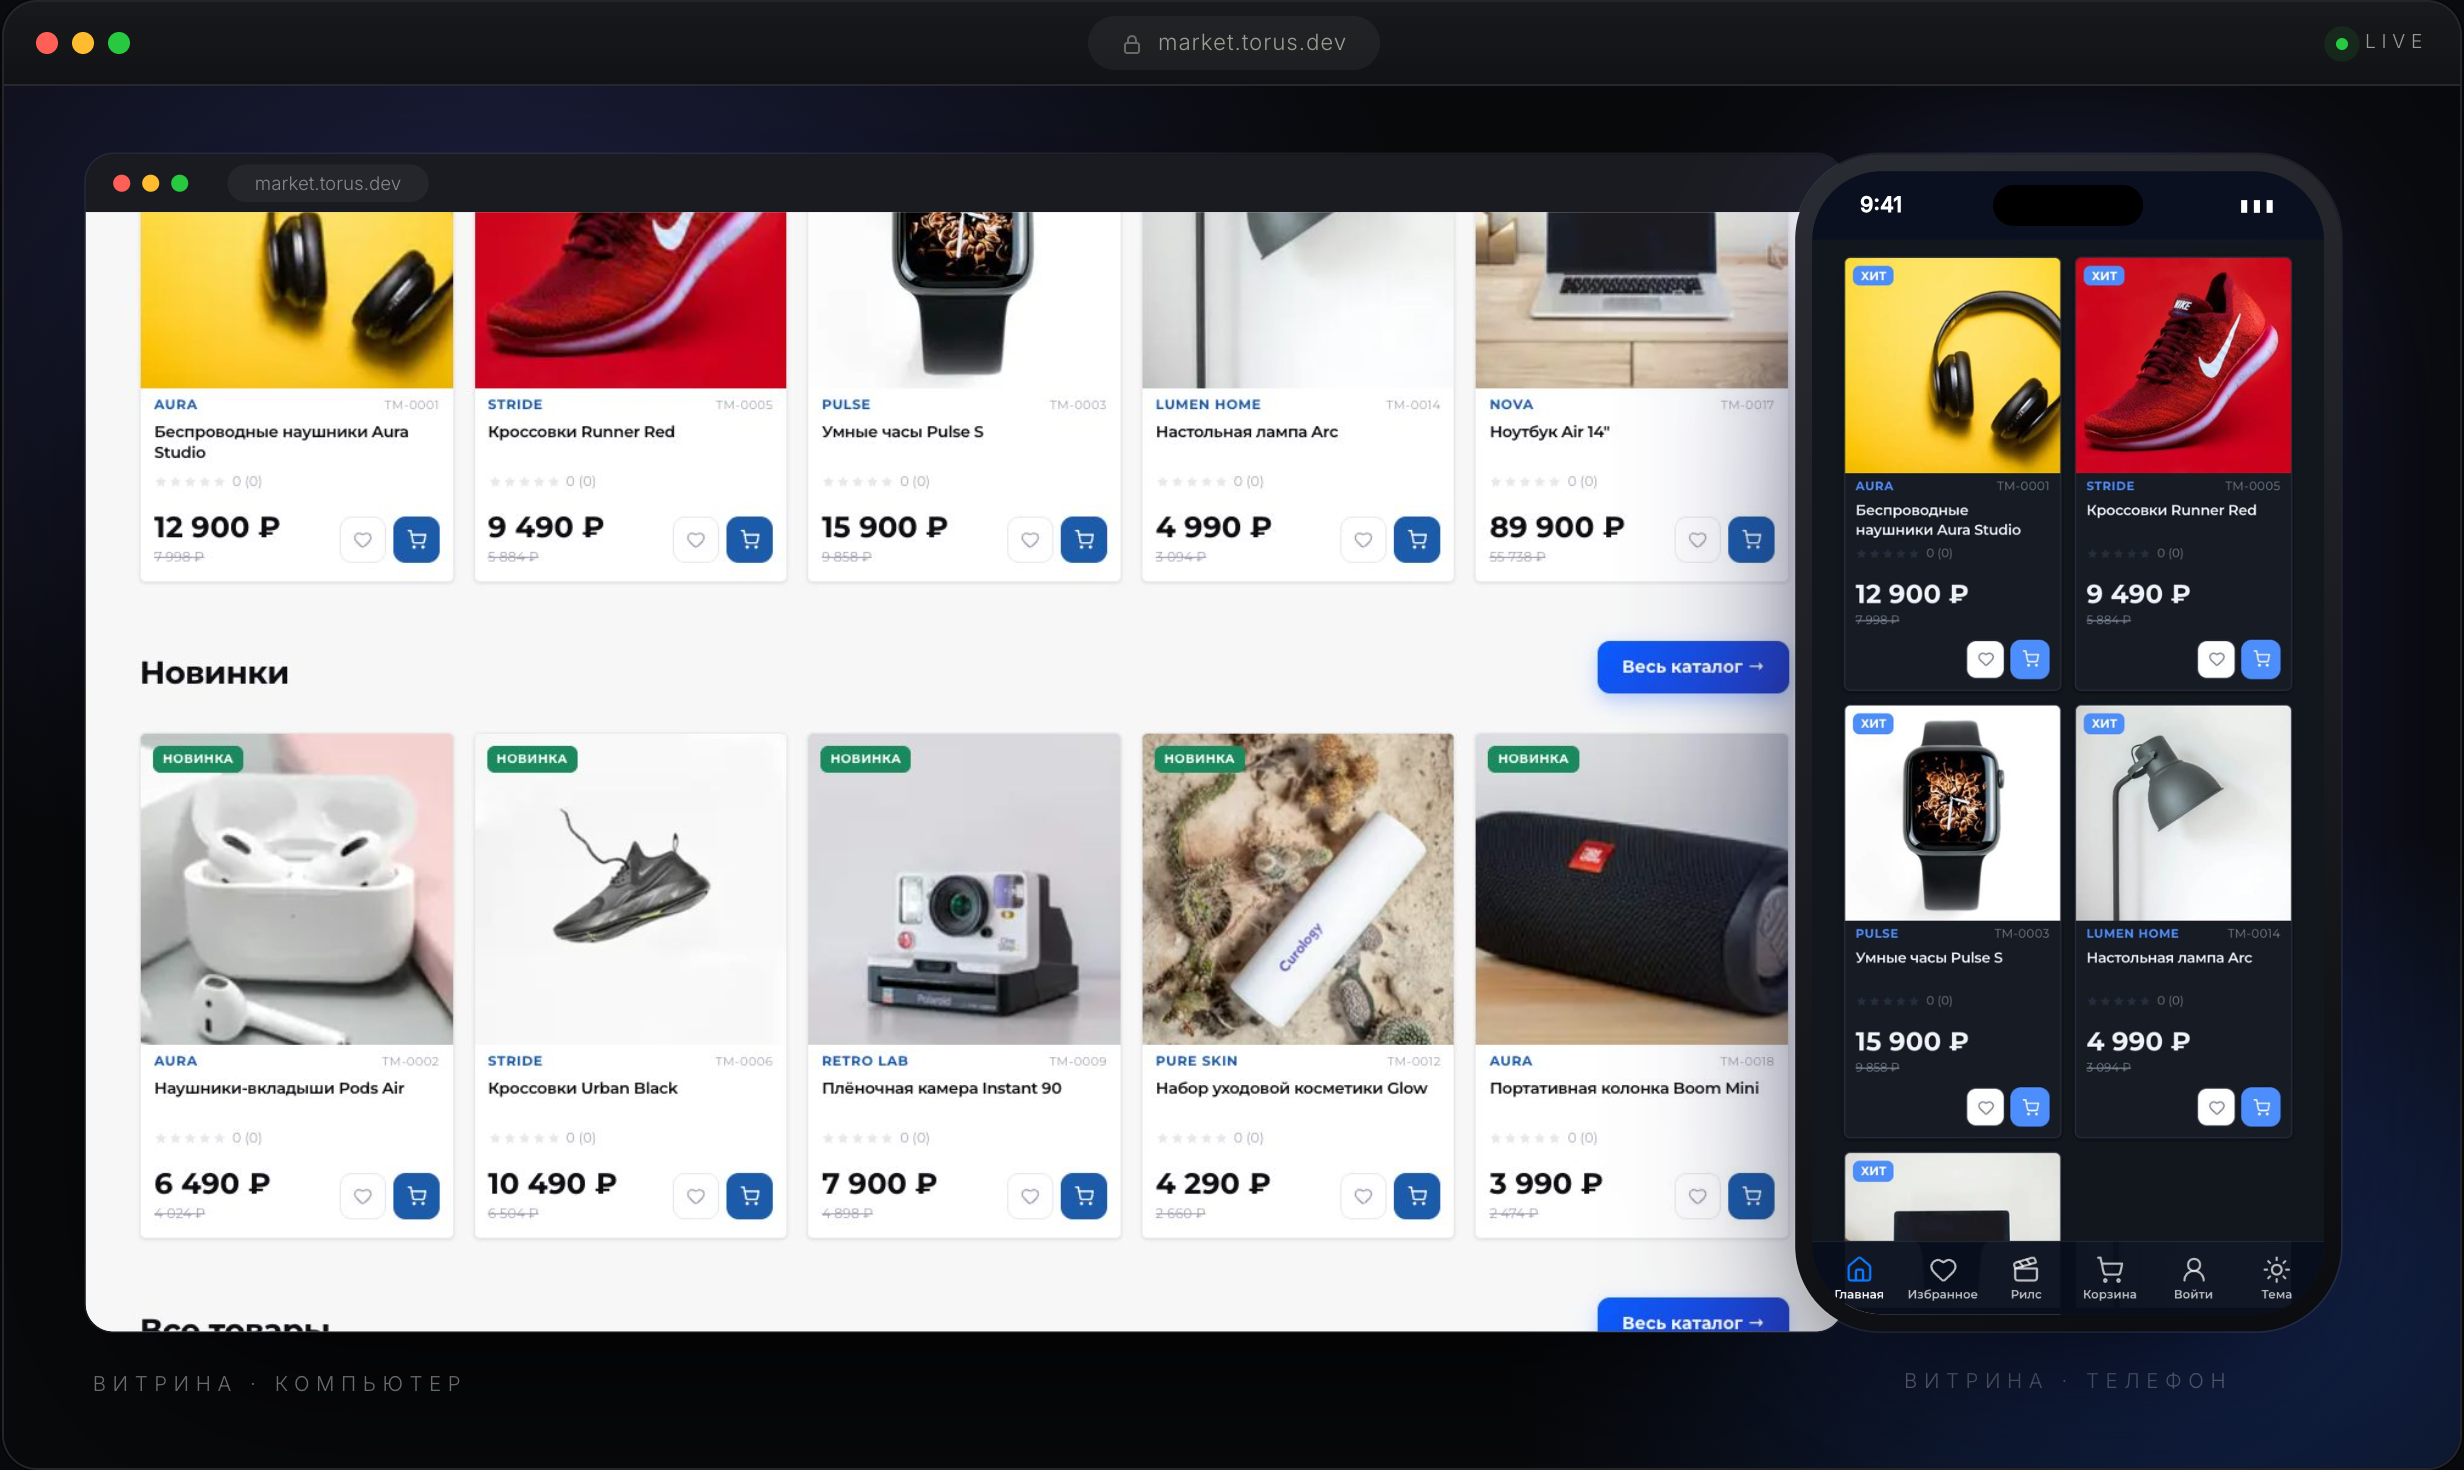 market.torus.dev
LIVE
market.torus.dev
AURA TM-0001
Беспроводные наушники Aura
Studio
0 (0)
12 900 ₽
7 998 ₽
STRIDE TM-0005
Кроссовки Runner Red
0 (0)
9 490 ₽
5 884 ₽
PULSE TM-0003
Умные часы Pulse S
0 (0)
15 900 ₽
9 858 ₽
LUMEN HOME TM-0014
Настольная лампа Arc
0 (0)
4 990 ₽
3 094 ₽
NOVA TM-0017
Ноутбук Air 14"
0 (0)
89 900 ₽
55 738 ₽
Новинки
Весь каталог →
НОВИНКА
AURA TM-0002
Наушники-вкладыши Pods Air
0 (0)
6 490 ₽
4 024 ₽
НОВИНКА
STRIDE TM-0006
Кроссовки Urban Black
0 (0)
10 490 ₽
6 504 ₽
НОВИНКА
Polaroid
RETRO LAB TM-0009
Плёночная камера Instant 90
0 (0)
7 900 ₽
4 898 ₽
НОВИНКА
Curology
PURE SKIN TM-0012
Набор уходовой косметики Glow
0 (0)
4 290 ₽
2 660 ₽
НОВИНКА
JBL
AURA TM-0018
Портативная колонка Boom Mini
0 (0)
3 990 ₽
2 474 ₽
Все товары
Весь каталог →
9:41
ХИТ
AURA TM-0001
Беспроводные
наушники Aura Studio
0 (0)
12 900 ₽
7 998 ₽
ХИТ
NIKE
STRIDE TM-0005
Кроссовки Runner Red
0 (0)
9 490 ₽
5 884 ₽
ХИТ
PULSE TM-0003
Умные часы Pulse S
0 (0)
15 900 ₽
9 858 ₽
ХИТ
LUMEN HOME TM-0014
Настольная лампа Arc
0 (0)
4 990 ₽
3 094 ₽
ХИТ
Главная
Избранное
Рилс
Корзина
Войти
Тема
ВИТРИНА · КОМПЬЮТЕР
ВИТРИНА · ТЕЛЕФОН